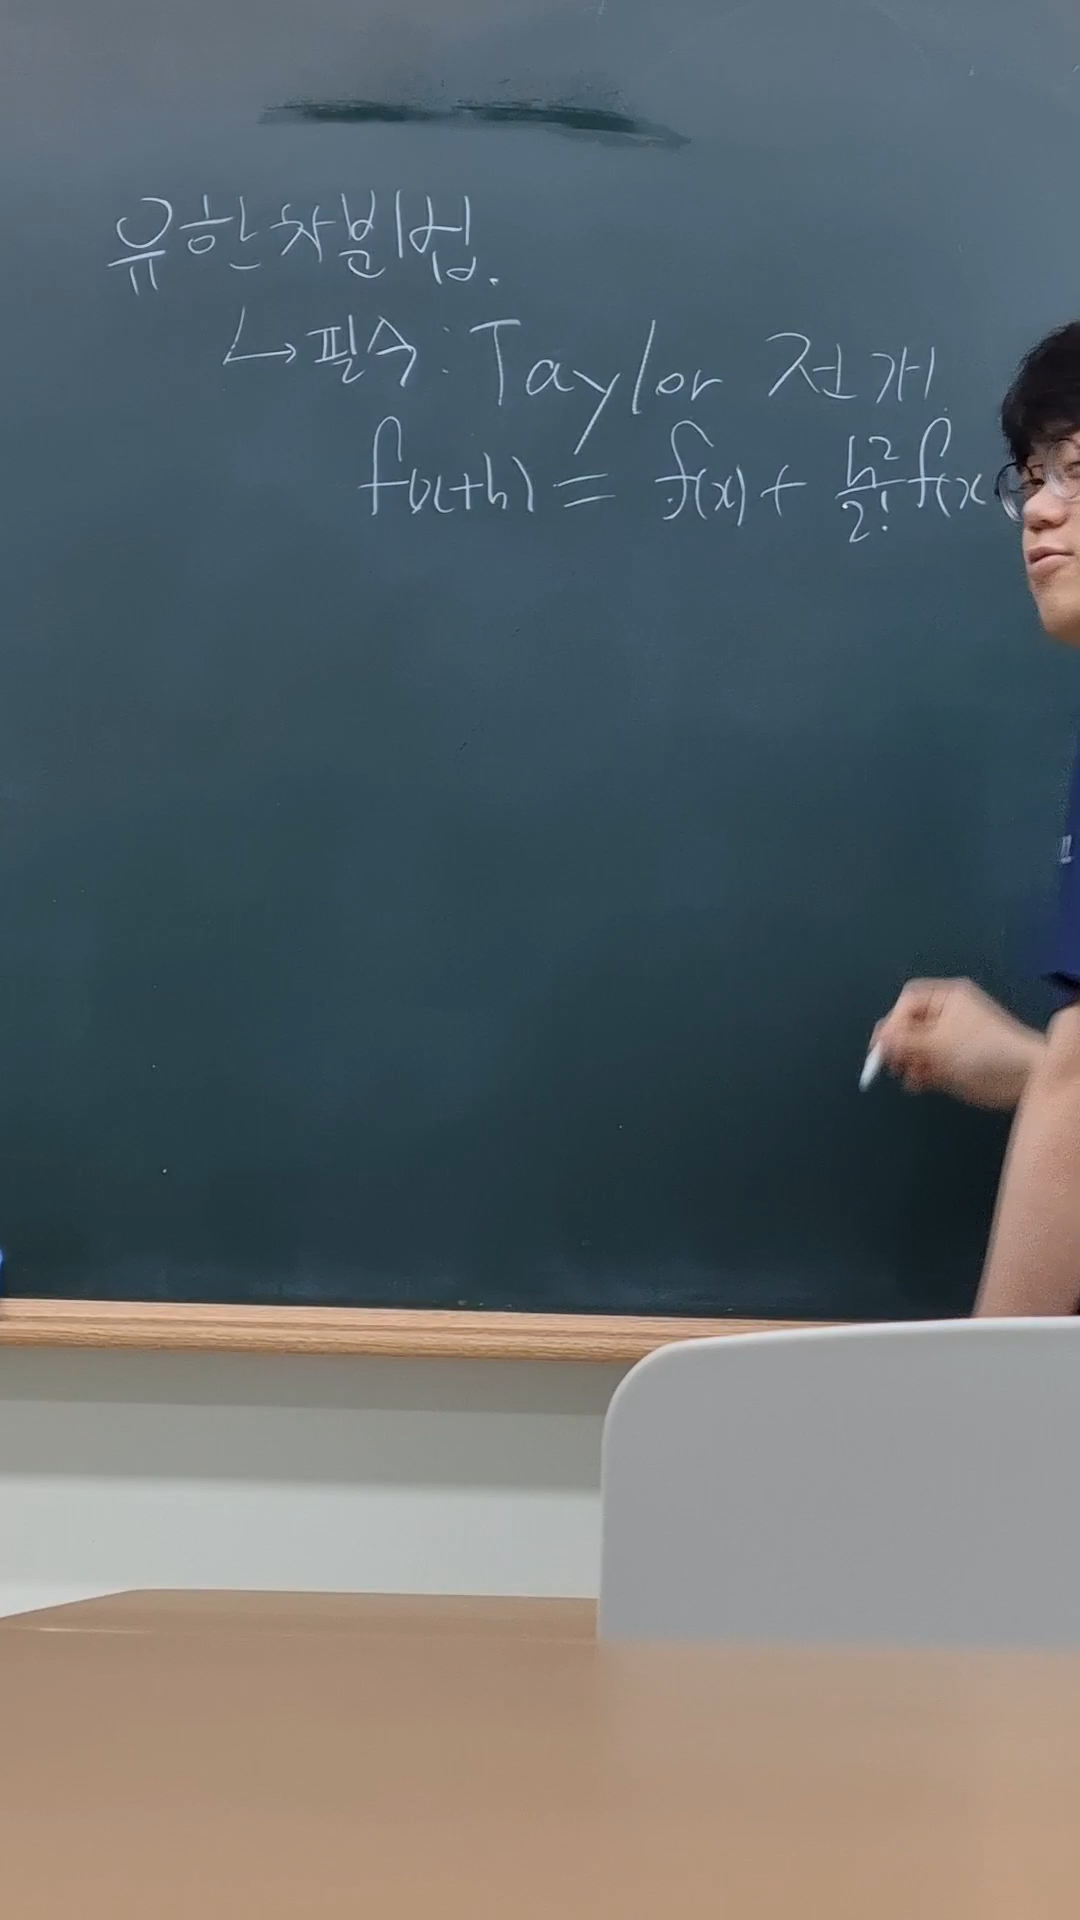 유한차분법.
↳ 필수: Taylor 전개.
f(x+h) = f(x) + h²/2! f(x